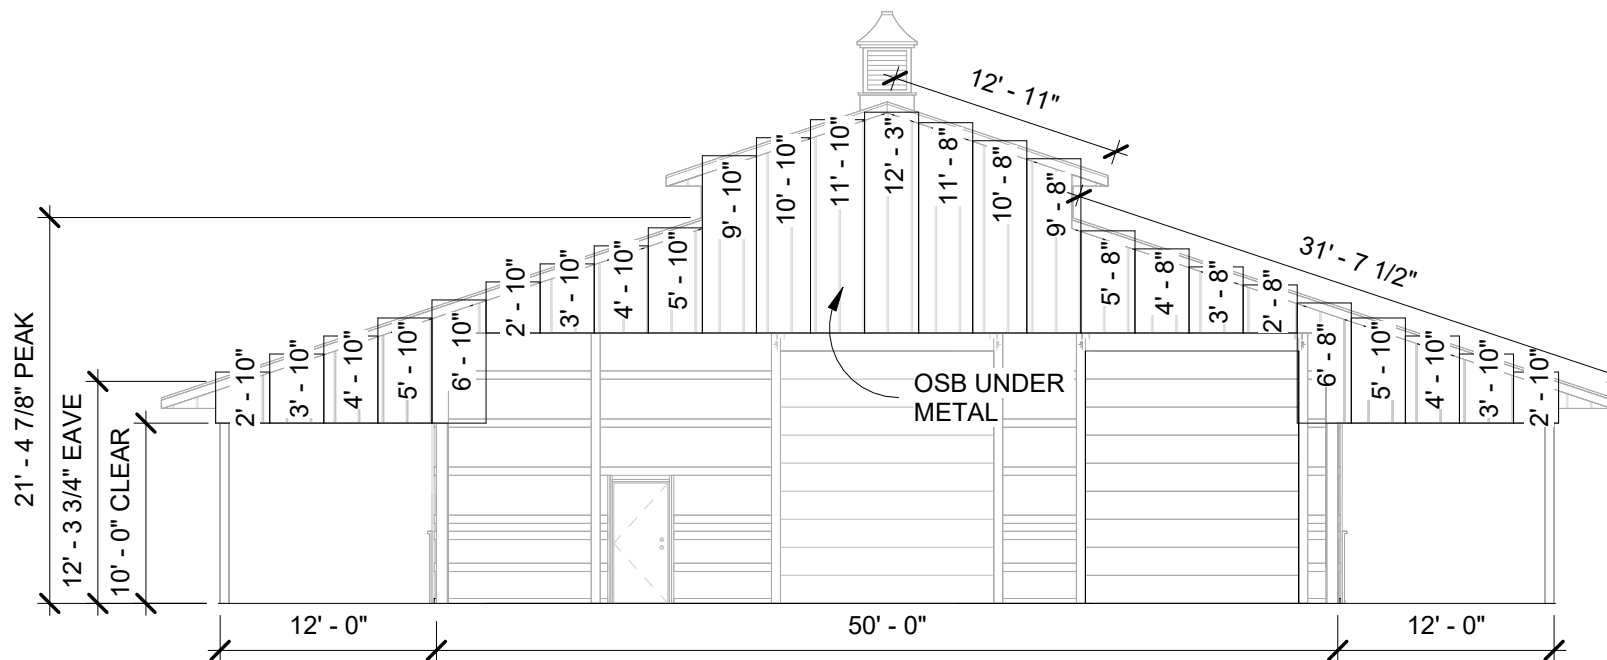 12' - 11"
31' - 7 1/2"
21' - 4 7/8" PEAK
12' - 3 3/4" EAVE
10' - 0" CLEAR
2' - 10"
3' - 10"
4' - 10"
5' - 10"
6' - 10"
2' - 10"
3' - 10"
4' - 10"
5' - 10"
9' - 10"
10' - 10"
11' - 10"
12' - 3"
11' - 8"
10' - 8"
9' - 8"
5' - 8"
4' - 8"
3' - 8"
2' - 8"
6' - 8"
5' - 10"
4' - 10"
3' - 10"
2' - 10"
OSB UNDER
METAL
12' - 0"
50' - 0"
12' - 0"